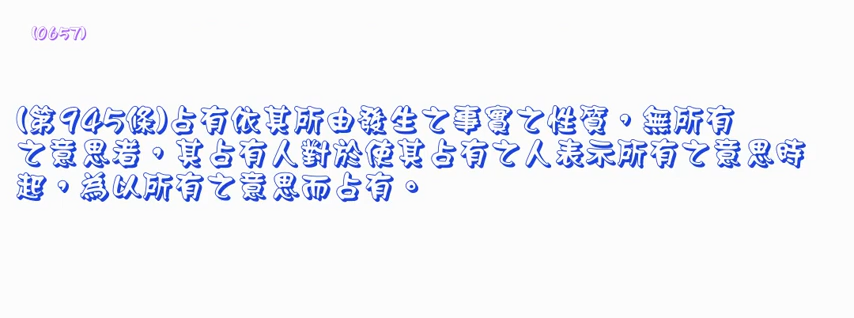 (0657)
(第945條)占有依其所由發生之事實之性質，無所有
之意思者，其占有人對於使其占有之人表示所有之意思時
起，為以所有之意思而占有。